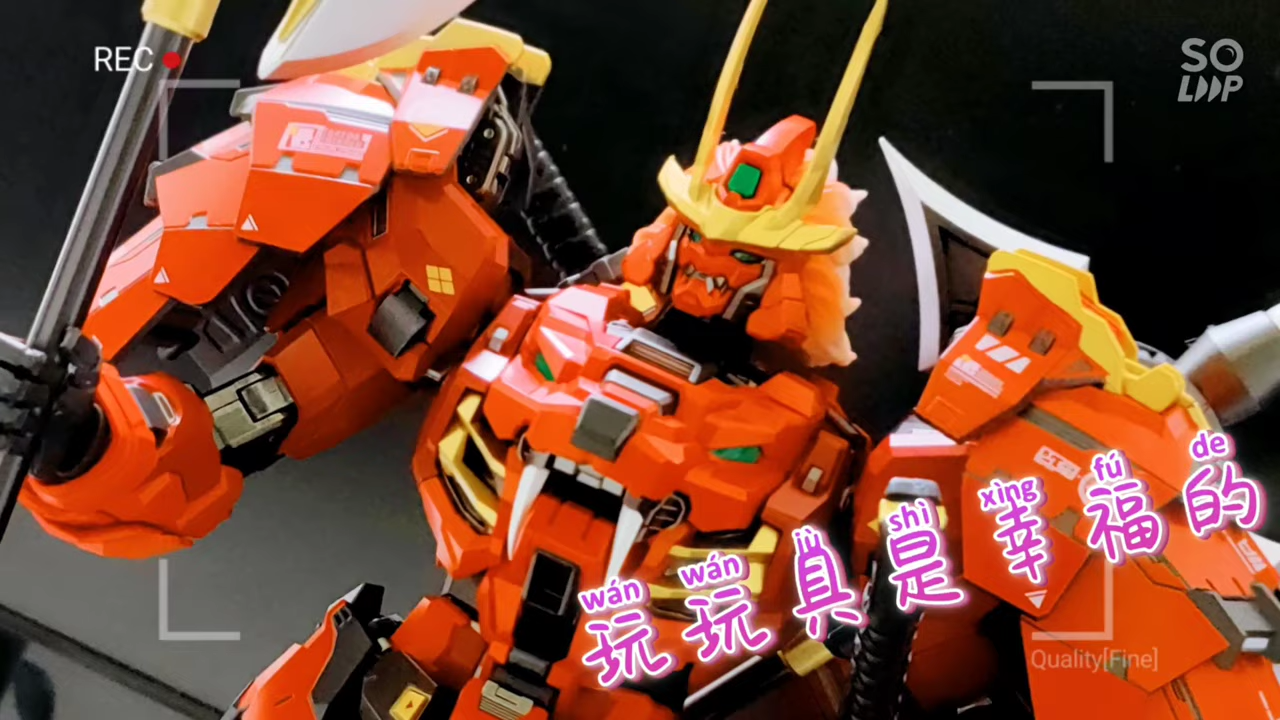 REC
SO
LOOP
wán wán jù shì xìng fú de
玩玩具是幸福的
Quality[Fine]